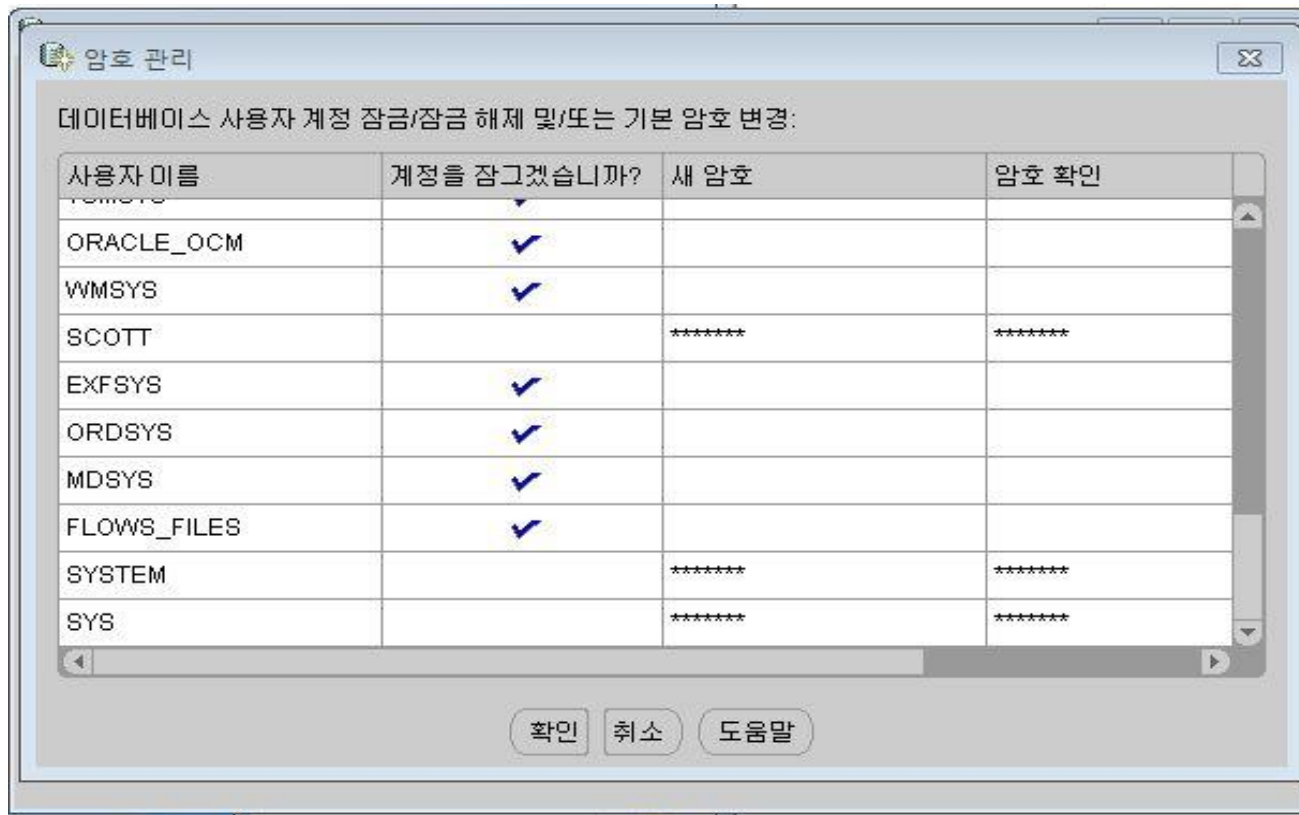 암호 관리
데이터베이스 사용자 계정 잠금/잠금 해제 및/또는 기본 암호 변경:
사용자 이름 계정을 잠그겠습니까? 새 암호 암호 확인
ORACLE_OCM
WMSYS
SCOTT ******* *******
EXFSYS
ORDSYS
MDSYS
FLOWS_FILES
SYSTEM ******* *******
SYS ******* *******
확인 취소 도움말